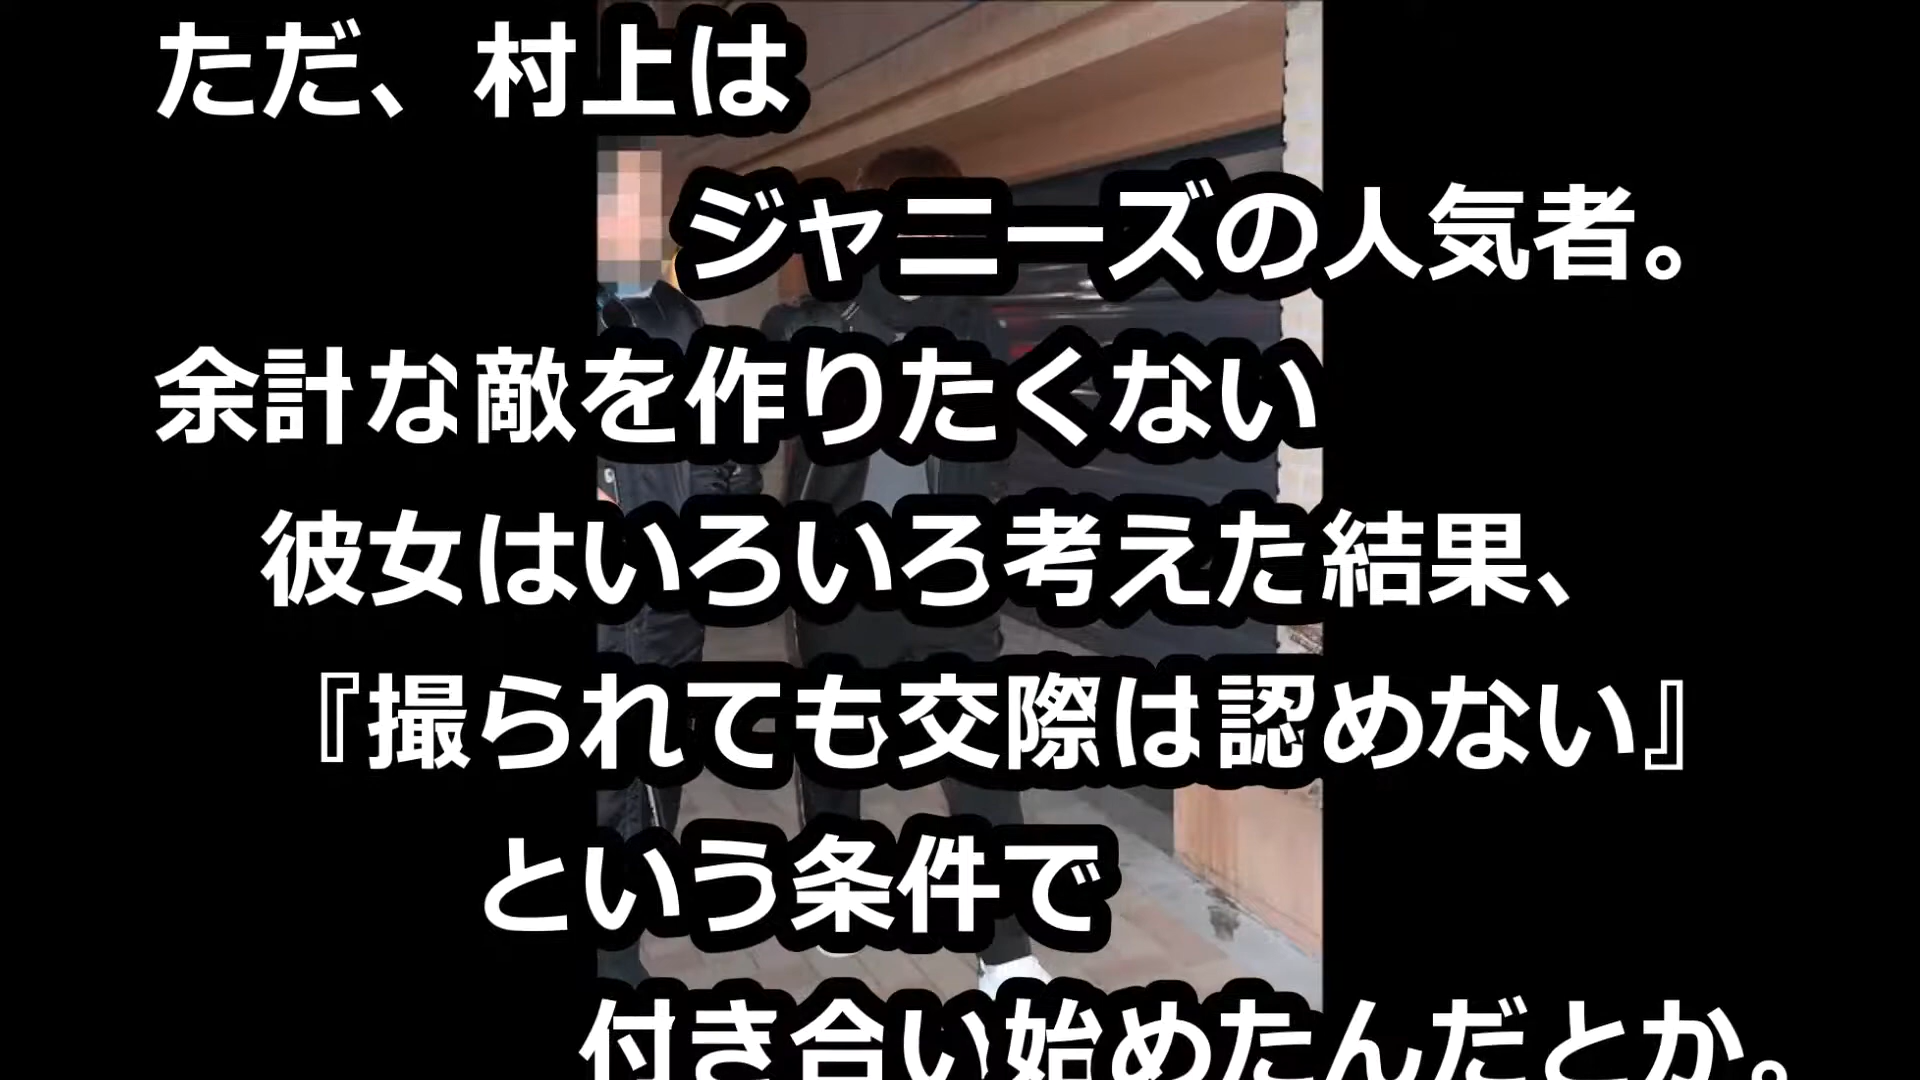 ただ、村上は
ジャニーズの人気者。
余計な敵を作りたくない
彼女はいろいろ考えた結果、
『撮られても交際は認めない』
という条件で
付き合い始めたんだとか。